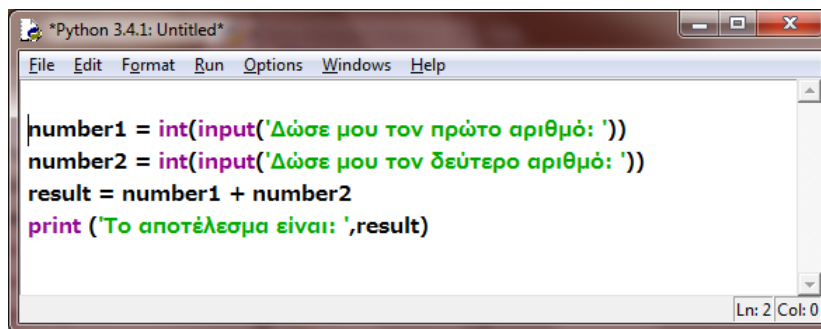 *Python 3.4.1: Untitled*
File Edit Format Run Options Windows Help
number1 = int(input('Δώσε μου τον πρώτο αριθμό: '))
number2 = int(input('Δώσε μου τον δεύτερο αριθμό: '))
result = number1 + number2
print ('Το αποτέλεσμα είναι: ',result)
Ln: 2 Col: 0